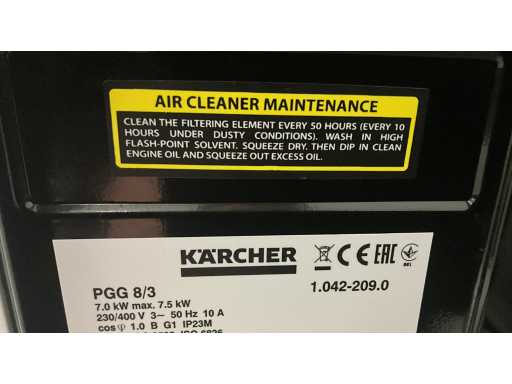 AIR CLEANER MAINTENANCE
CLEAN THE FILTERING ELEMENT EVERY 50 HOURS (EVERY 10
HOURS UNDER DUSTY CONDITIONS). WASH IN HIGH
FLASH-POINT SOLVENT. SQUEEZE DRY. THEN DIP IN CLEAN
ENGINE OIL AND SQUEEZE OUT EXCESS OIL.
KÄRCHER CE EAC
PGG 8/3 1.042-209.0
7.0 kW max. 7.5 kW
230/400 V 3~ 50 Hz 10 A
cos φ 1.0 B G1 IP23M